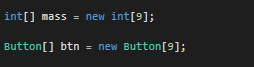 int[] mass = new int[9];
Button[] btn = new Button[9];